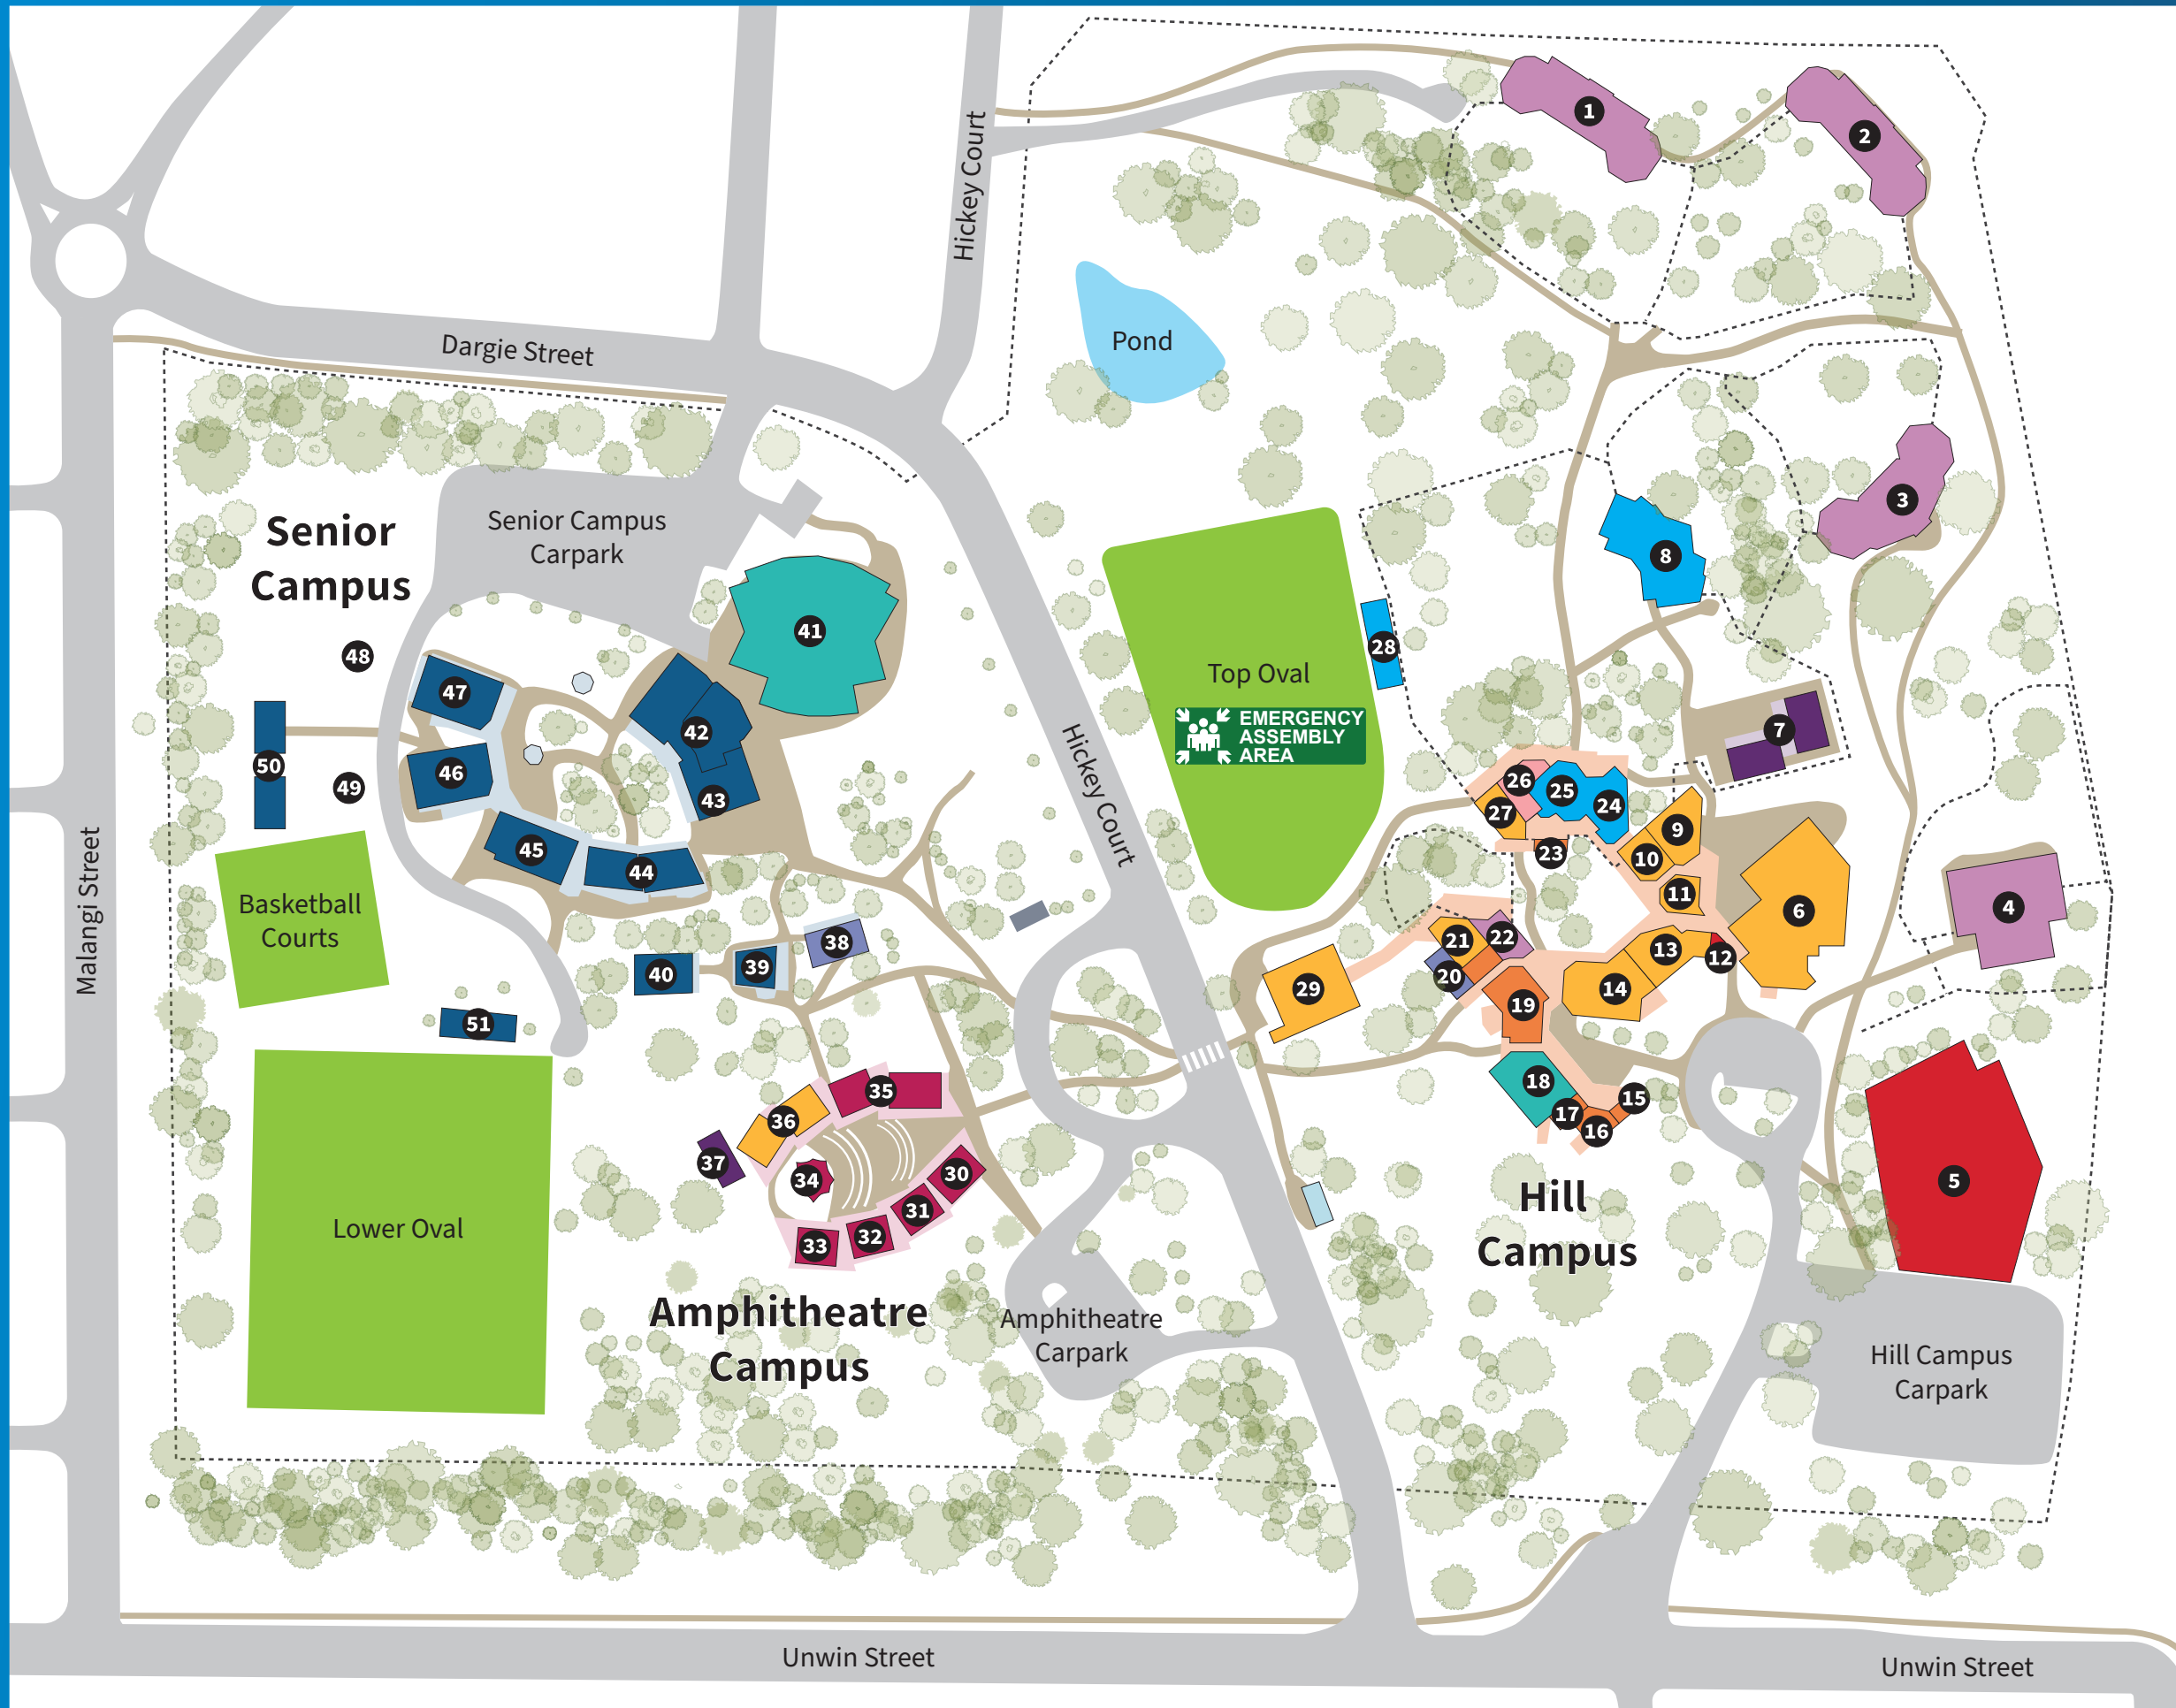 Hickey Court
1
2
Dargie Street
Pond
Senior
Campus
Senior Campus
Carpark
3
8
41
48
47
42
28
Top Oval
EMERGENCY
ASSEMBLY
AREA
7
50
49
46
43
26
25
24
27
Hickey Court
45
44
23
9
10
11
6
4
Malangi Street
Basketball
Courts
38
40
39
21
22
20
13
12
14
29
19
51
35
36
37
34
30
31
32
33
18
17
16
15
5
Lower Oval
Hill
Campus
Amphitheatre
Campus
Amphitheatre
Carpark
Hill Campus
Carpark
Unwin Street
Unwin Street